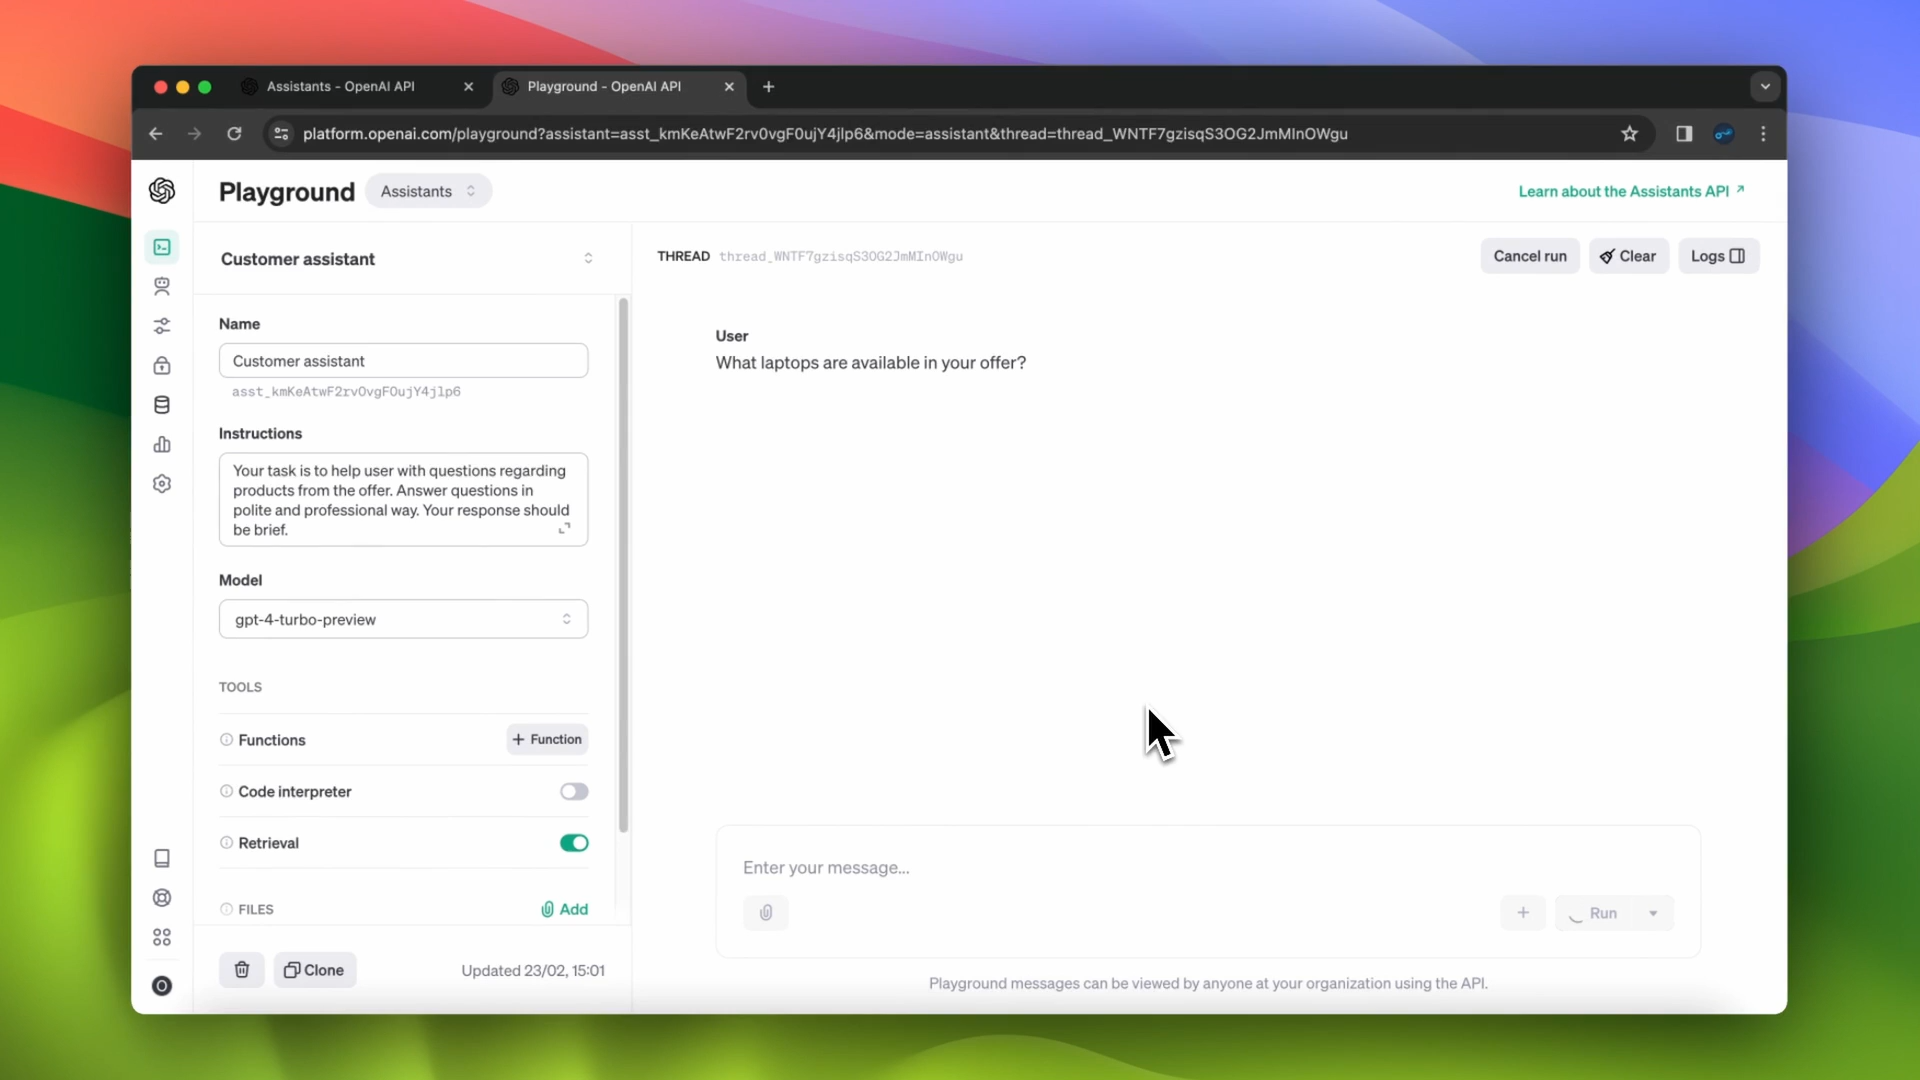 Assistants - OpenAI API
Playground - OpenAI API
platform.openai.com/playground?assistant=asst_kmKeAtwF2rv0vgF0ujY4jlp6&mode=assistant&thread=thread_WNTF7gzisqS3OG2JmMInOWgu
Playground
Assistants
Learn about the Assistants API
Customer assistant
THREAD thread_WNTF7gzisqS3OG2JmMInOWgu
Cancel run
Clear
Logs
Name
Customer assistant
asst_kmKeAtwF2rv0vgF0ujY4jlp6
Instructions
Your task is to help user with questions regarding
products from the offer. Answer questions in
polite and professional way. Your response should
be brief.
Model
gpt-4-turbo-preview
TOOLS
Functions
+ Function
Code interpreter
Retrieval
FILES
Add
Clone
Updated 23/02, 15:01
User
What laptops are available in your offer?
Enter your message...
Run
Playground messages can be viewed by anyone at your organization using the API.
O